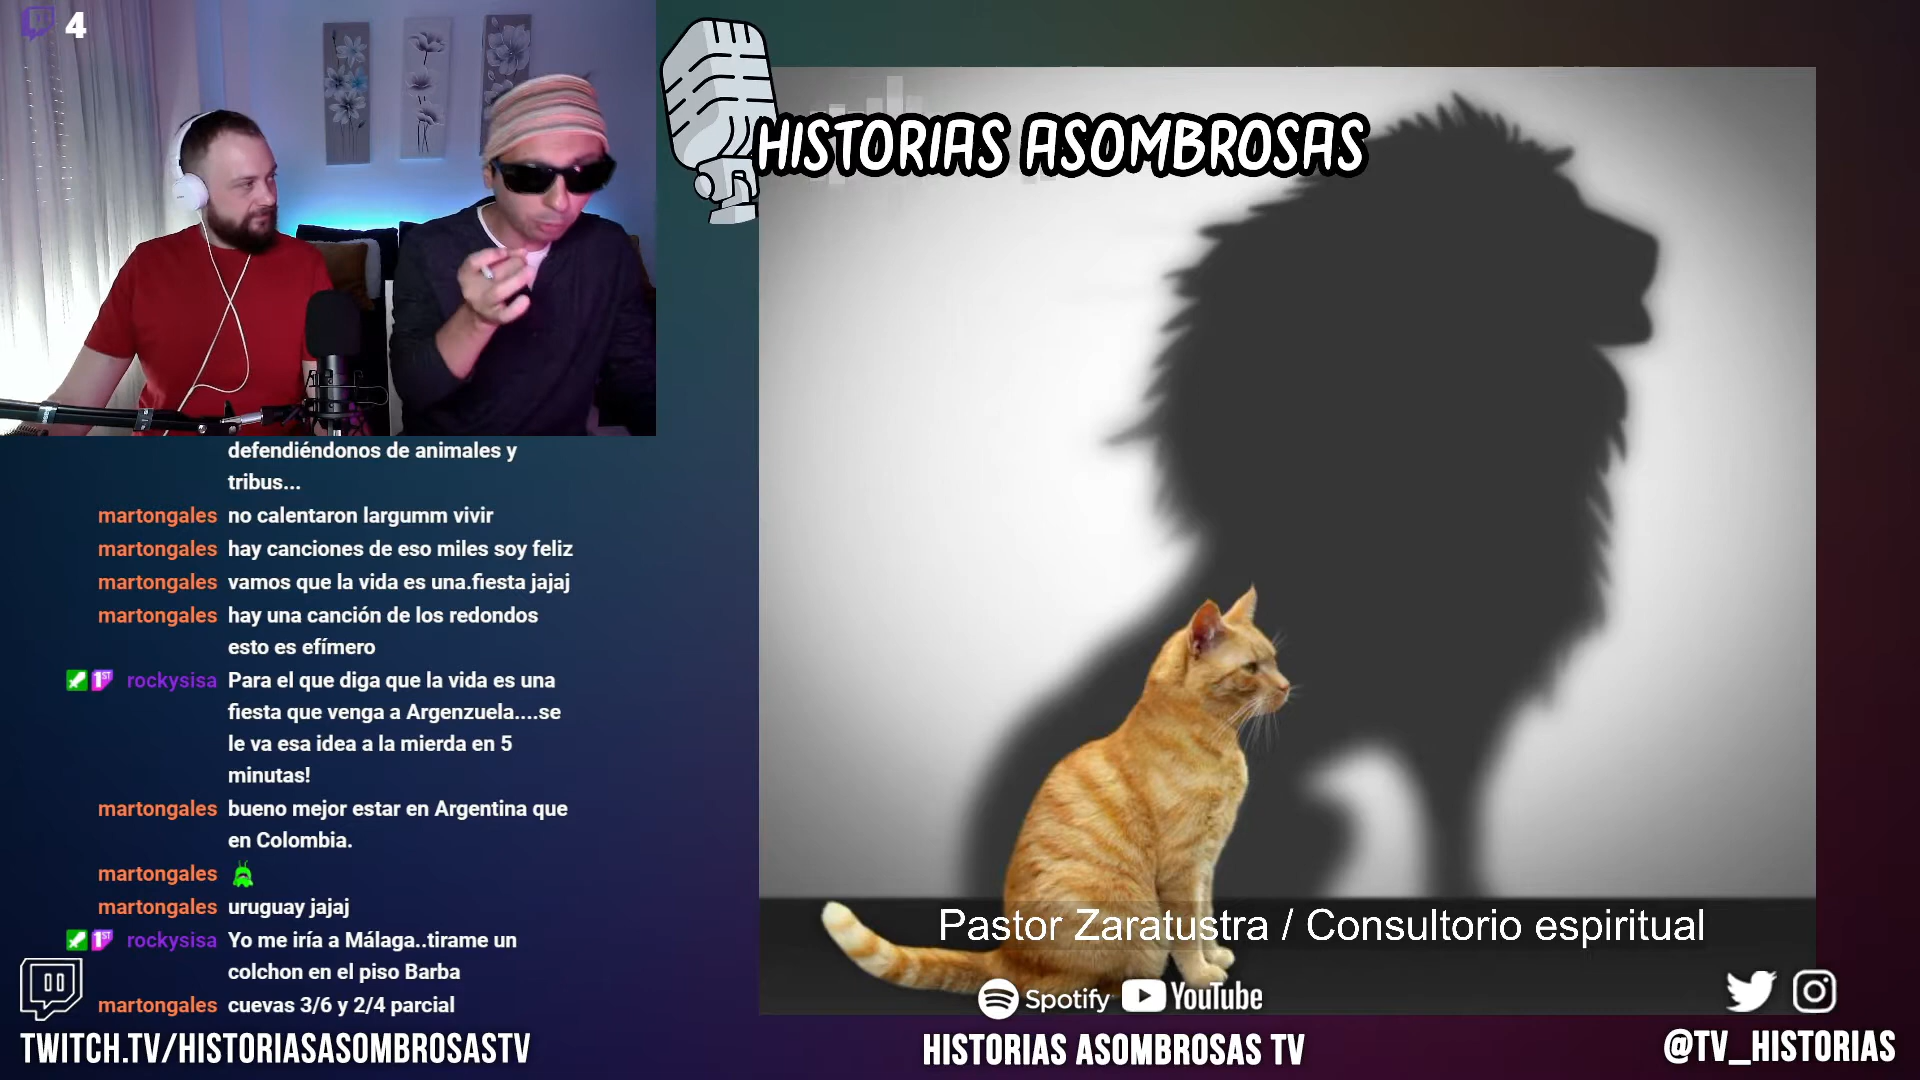 4
HISTORIAS ASOMBROSAS
defendiéndonos de animales y
tribus...
martongales no calentaron largumm vivir
martongales hay canciones de eso miles soy feliz
martongales vamos que la vida es una.fiesta jajaj
martongales hay una canción de los redondos
esto es efímero
1ST rockysisa Para el que diga que la vida es una
fiesta que venga a Argenzuela....se
le va esa idea a la mierda en 5
minutos!
martongales bueno mejor estar en Argentina que
en Colombia.
martongales
martongales uruguay jajaj
1ST rockysisa Yo me iría a Málaga..tirame un
colchon en el piso Barba
martongales cuevas 3/6 y 2/4 parcial
TWITCH.TV/HISTORIASASOMBROSASTV
Pastor Zaratustra / Consultorio espiritual
Spotify YouTube
HISTORIAS ASOMBROSAS TV
@TV_HISTORIAS